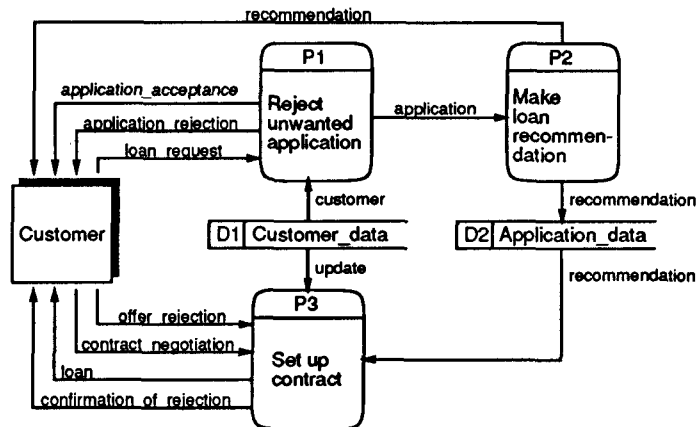 recommendation
P1
P2
application_acceptance
Reject
unwanted
application
application
Make
loan
recommen-
dation
application_rejection
loan_request
customer
recommendation
Customer
D1 Customer_data
D2 Application_data
update
recommendation
P3
offer_rejection
contract_negotiation
Set up
contract
loan
confirmation_of_rejection